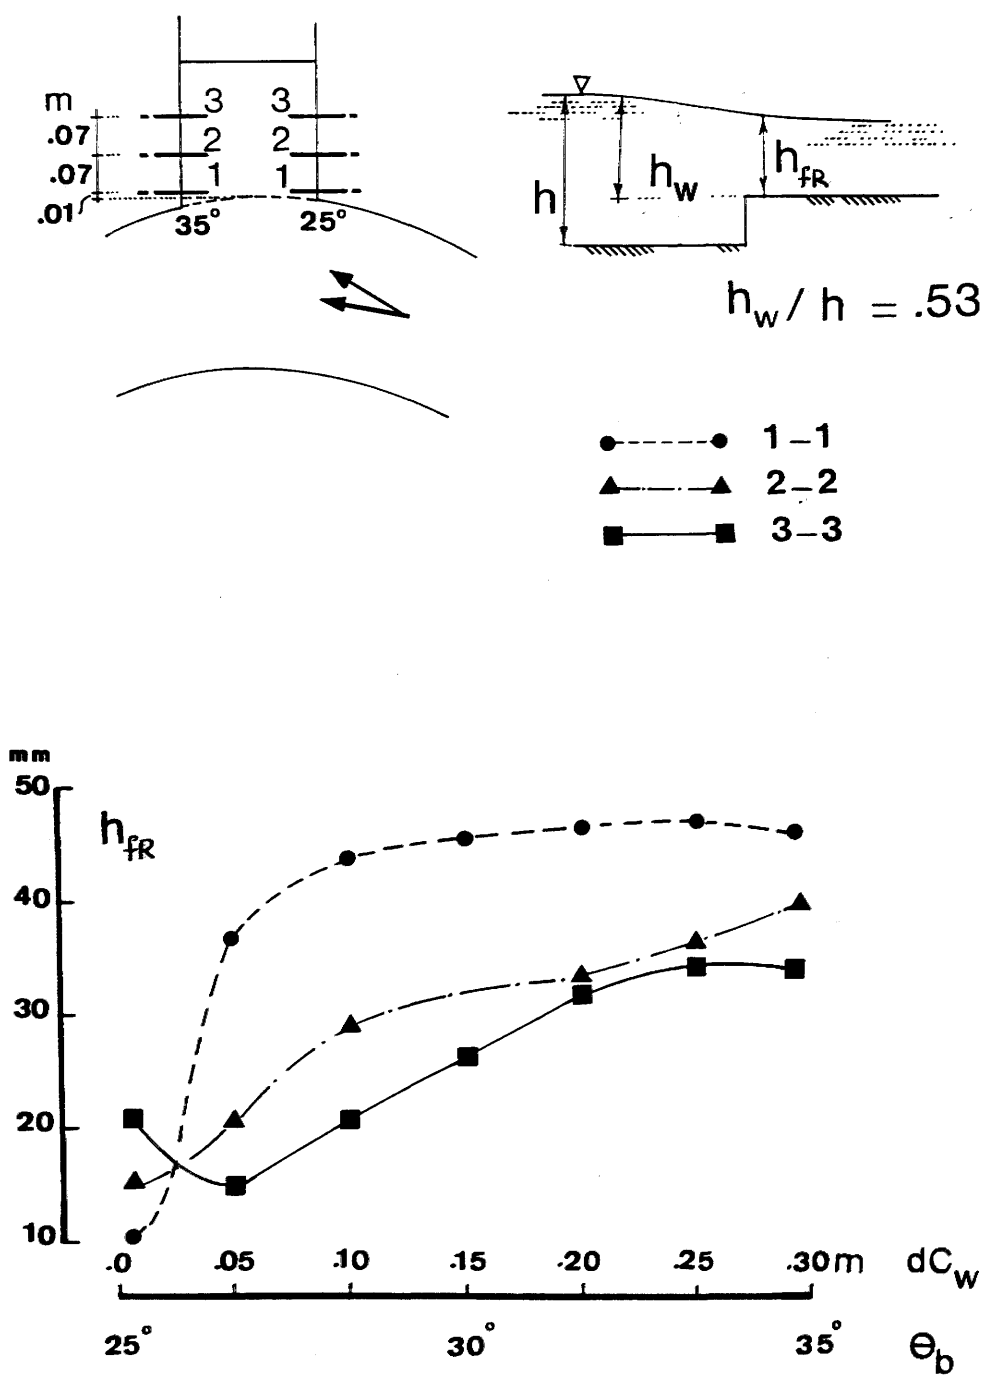 m
3 3
.07
2 2
.07
1 1
.01
35° 25°
h
h_w
h_fR
h_w / h = .53
1–1
2–2
3–3
mm
50
h_fR
40
30
20
10
.0 .05 .10 .15 .20 .25 .30 m dC_w
25° 30° 35° Θ_b